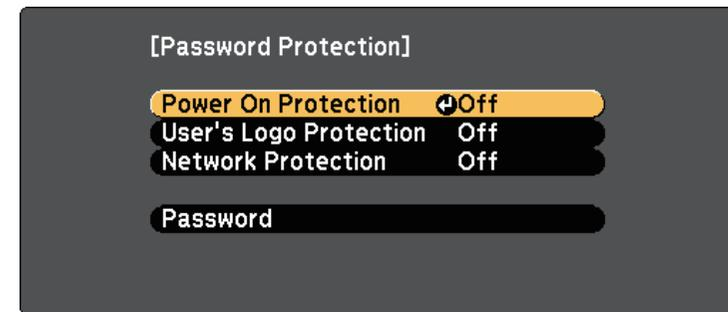 [Password Protection]
Power On Protection Off
User's Logo Protection Off
Network Protection Off
Password